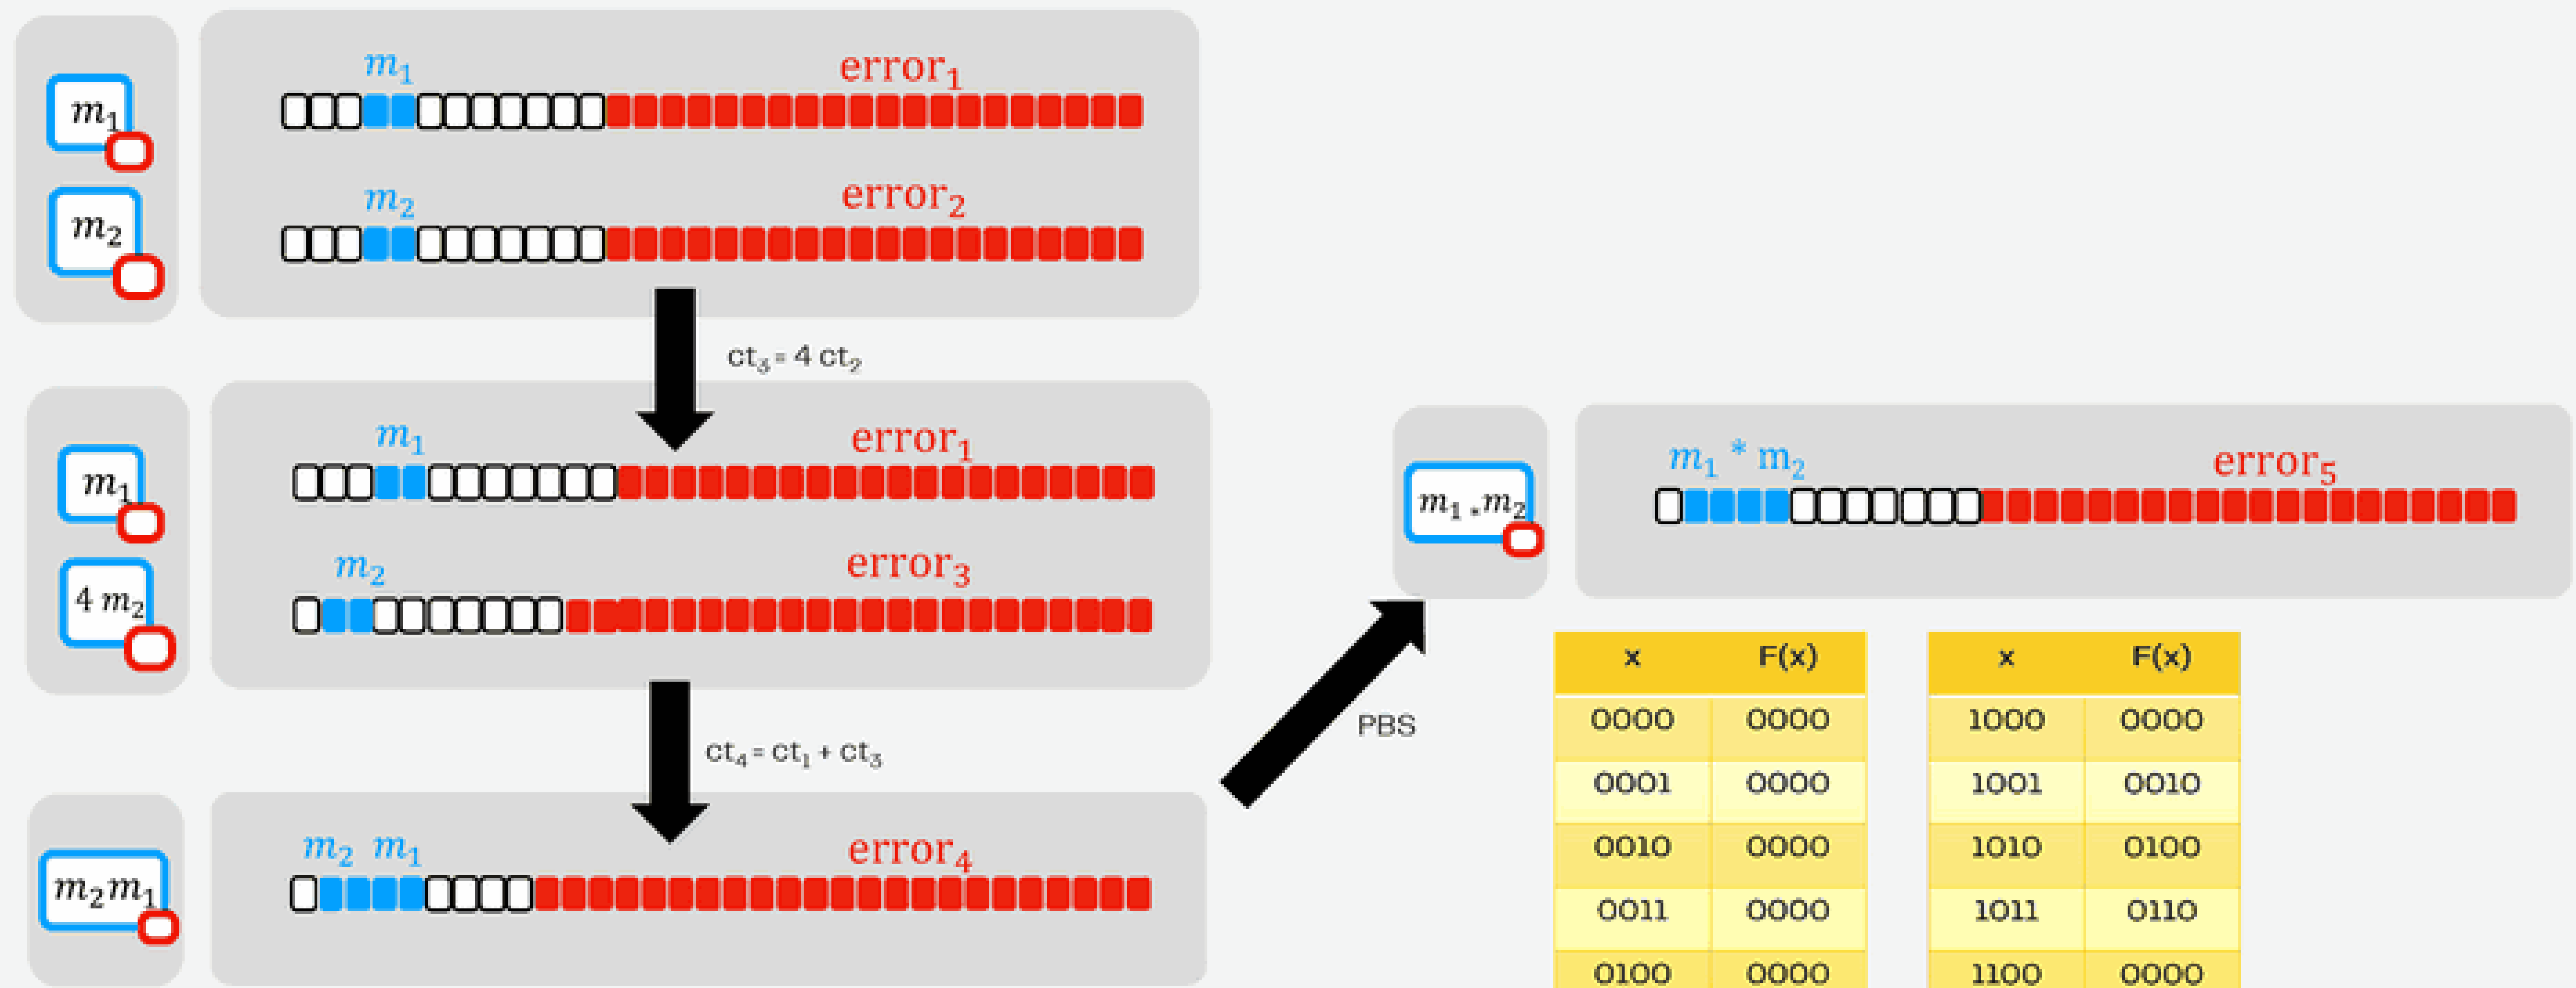 m₁
m₂
m₁ error₁
m₂ error₂
ct₃ = 4 ct₂
m₁
4 m₂
m₁ error₁
m₂ error₃
ct₄ = ct₁ + ct₃
m₂m₁
m₂ m₁ error₄
PBS
m₁ * m₂
m₁ * m₂ error₅
x F(x)
0000 0000
0001 0000
0010 0000
0011 0000
0100 0000
x F(x)
1000 0000
1001 0010
1010 0100
1011 0110
1100 0000